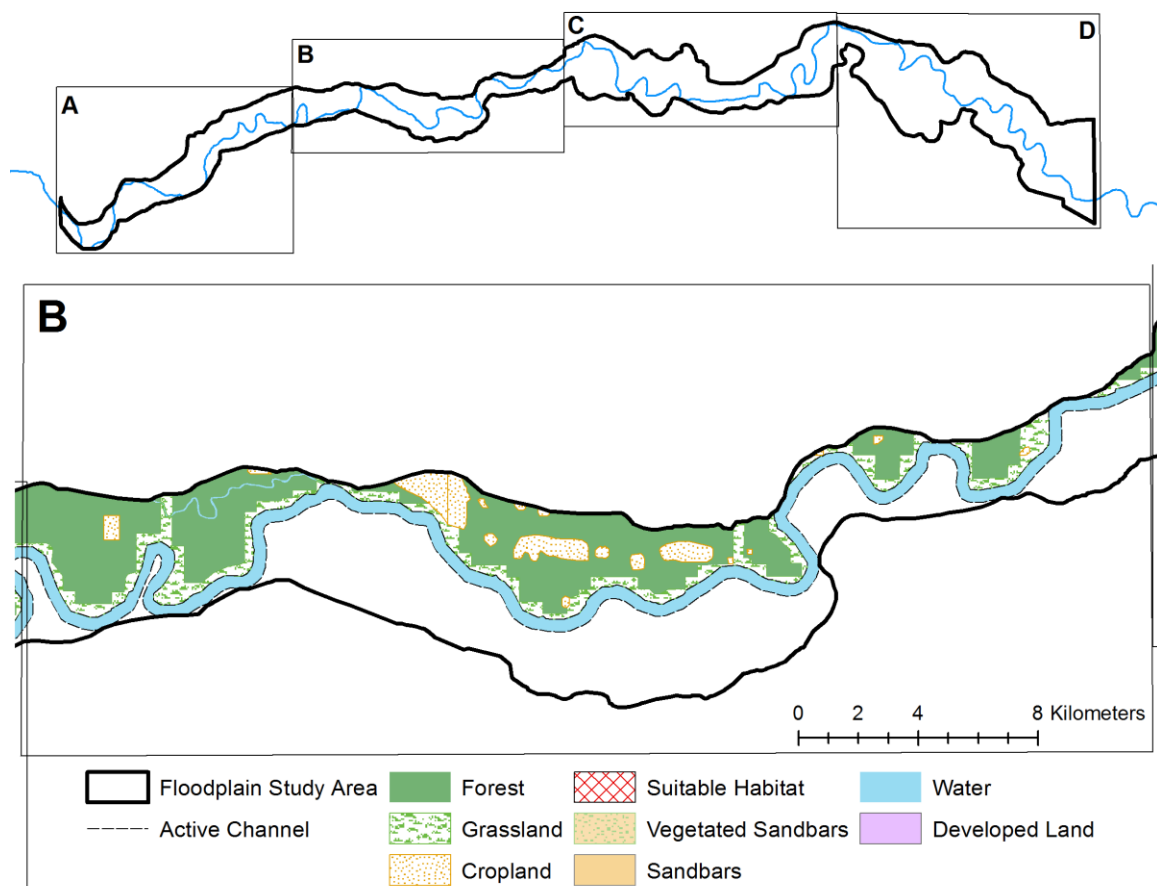 A
B
C
D
B
0 2 4 8 Kilometers
Floodplain Study Area
Forest
Suitable Habitat
Water
Active Channel
Grassland
Vegetated Sandbars
Developed Land
Cropland
Sandbars